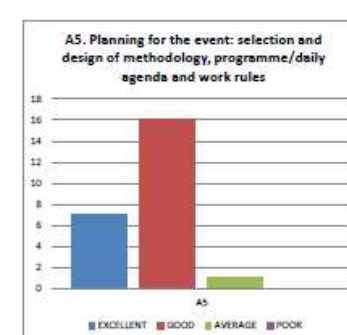 A5. Planning for the event: selection and
design of methodology, programme/daily
agenda and work rules
18
16
14
12
10
8
6
4
2
0
A5
EXCELLENT GOOD AVERAGE POOR